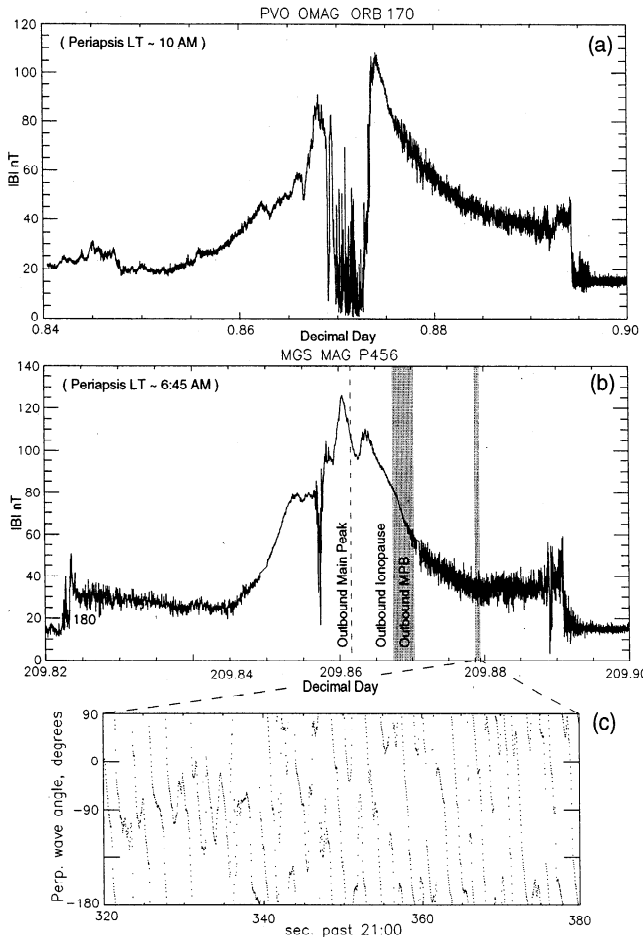 PVO OMAG ORB 170
( Periapsis LT ~ 10 AM )
(a)
120
100
80
60
40
20
0
IBI nT
0.84
0.86
0.88
0.90
Decimal Day
MGS MAG P456
( Periapsis LT ~ 6:45 AM )
(b)
140
120
100
80
60
40
20
0
IBI nT
180
Outbound Main Peak
Outbound Ionopause
Outbound MPB
209.82
209.84
209.86
209.88
209.90
Decimal Day
(c)
90
0
-90
-180
Perp. wave angle, degrees
320
340
360
380
sec. past 21:00